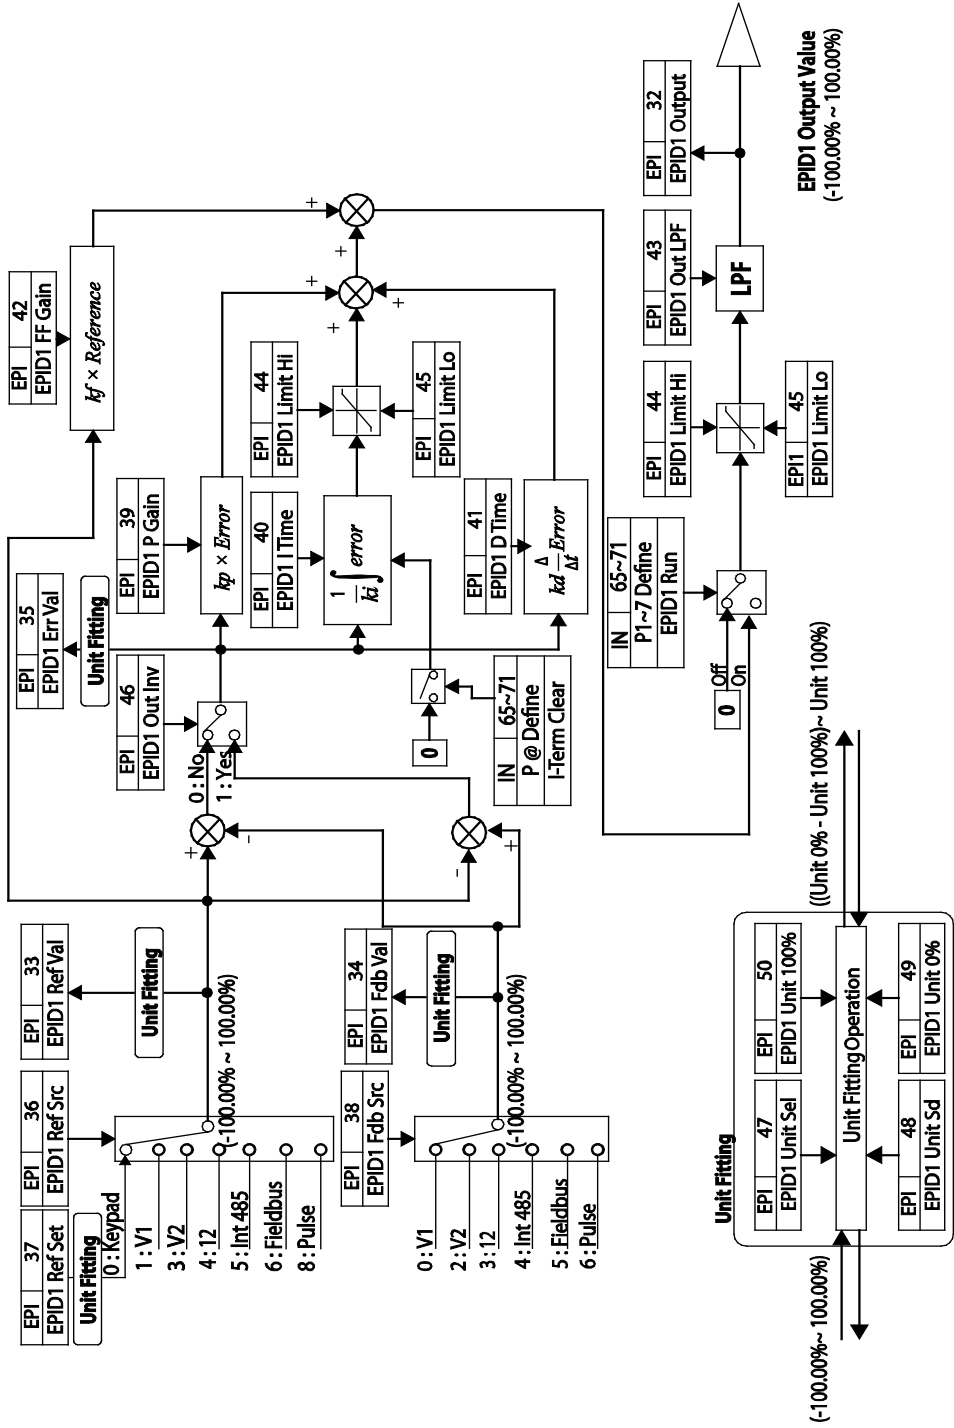 EPI 37
EPID1 Ref Set
Unit Fitting
EPI 36
EPID1 Ref Src
0 : Keypad
1 : V1
3 : V2
4 : 12
5 : Int 485
6 : Fieldbus
8 : Pulse
(-100.00% ~ 100.00%)
EPI 33
EPID1 Ref Val
Unit Fitting
EPI 38
EPID1 Fdb Src
0 : V1
2 : V2
3 : 12
4 : Int 485
5 : Fieldbus
6 : Pulse
(-100.00% ~ 100.00%)
EPI 34
EPID1 Fdb Val
Unit Fitting
+
-
-
+
0 : No
1 : Yes
EPI 46
EPID1 Out Inv
EPI 35
EPID1 Err Val
Unit Fitting
EPI 39
EPID1 P Gain
kp × Error
EPI 40
EPID1 I Time
1/ki ∫ error
0
IN 65~71
P @ Define
I-Term Clear
EPI 41
EPID1 D Time
kd Δ/Δt Error
EPI 42
EPID1 FF Gain
kf × Reference
EPI 44
EPID1 Limit Hi
EPI 45
EPID1 Limit Lo
+
+
+
+
+
IN 65~71
P1~7 Define
EPID1 Run
Off
On
0
EPI 44
EPID1 Limit Hi
EPI1 45
EPID1 Limit Lo
EPI 43
EPID1 Out LPF
LPF
EPI 32
EPID1 Output
EPID1 Output Value
(-100.00% ~ 100.00%)
Unit Fitting
EPI 47
EPID1 Unit Sel
EPI 50
EPID1 Unit 100%
Unit Fitting Operation
EPI 48
EPID1 Unit Sd
EPI 49
EPID1 Unit 0%
(-100.00%~ 100.00%)
((Unit 0% - Unit 100%)~ Unit 100%)